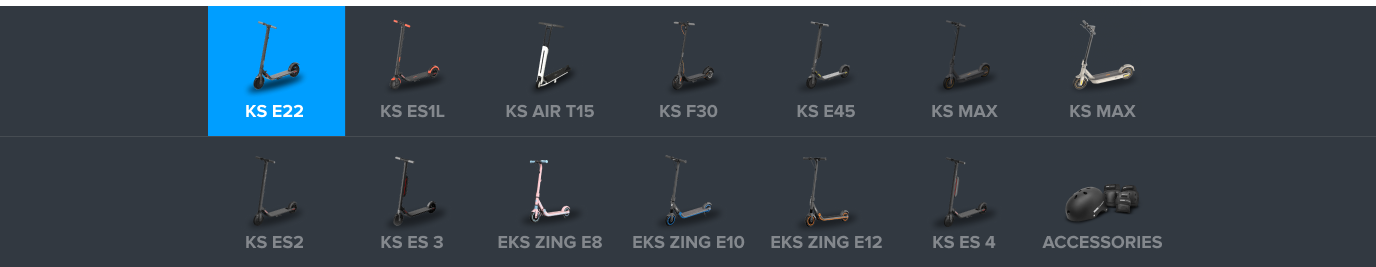 KS E22
KS ES1L
KS AIR T15
KS F30
KS E45
KS MAX
KS MAX
KS ES2
KS ES 3
EKS ZING E8
EKS ZING E10
EKS ZING E12
KS ES 4
ACCESSORIES